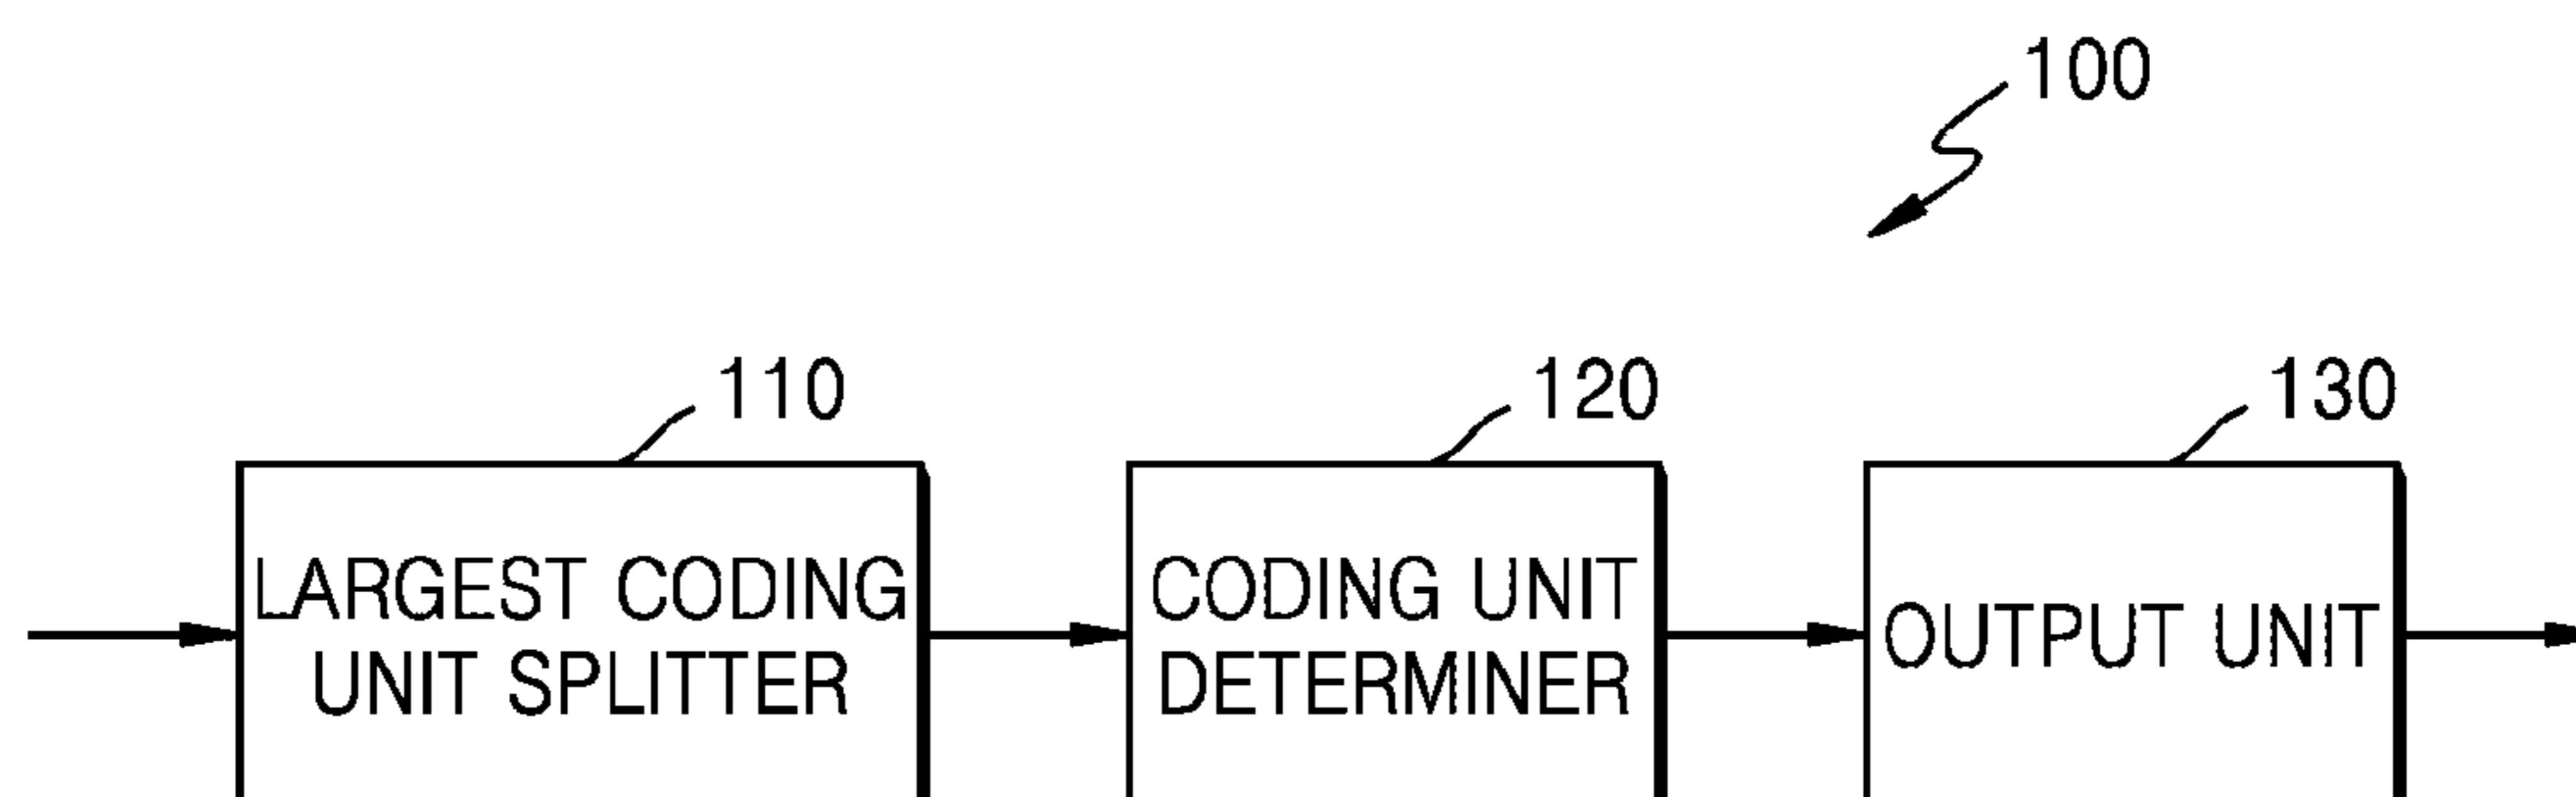 100
110
120
130
LARGEST CODING
UNIT SPLITTER
CODING UNIT
DETERMINER
OUTPUT UNIT